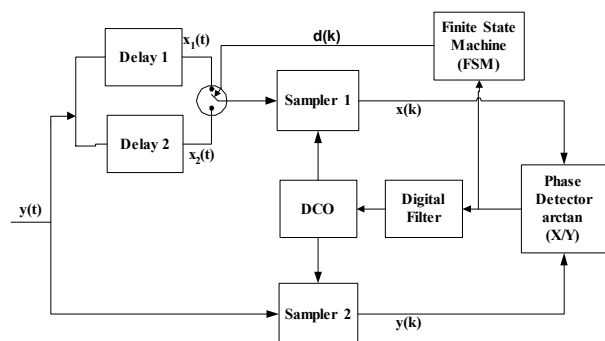 x1(t)
Delay 1
d(k)
Finite State
Machine
(FSM)
Sampler 1
x(k)
Delay 2
x2(t)
Phase
Detector
arctan
(X/Y)
DCO
Digital
Filter
y(t)
Sampler 2
y(k)